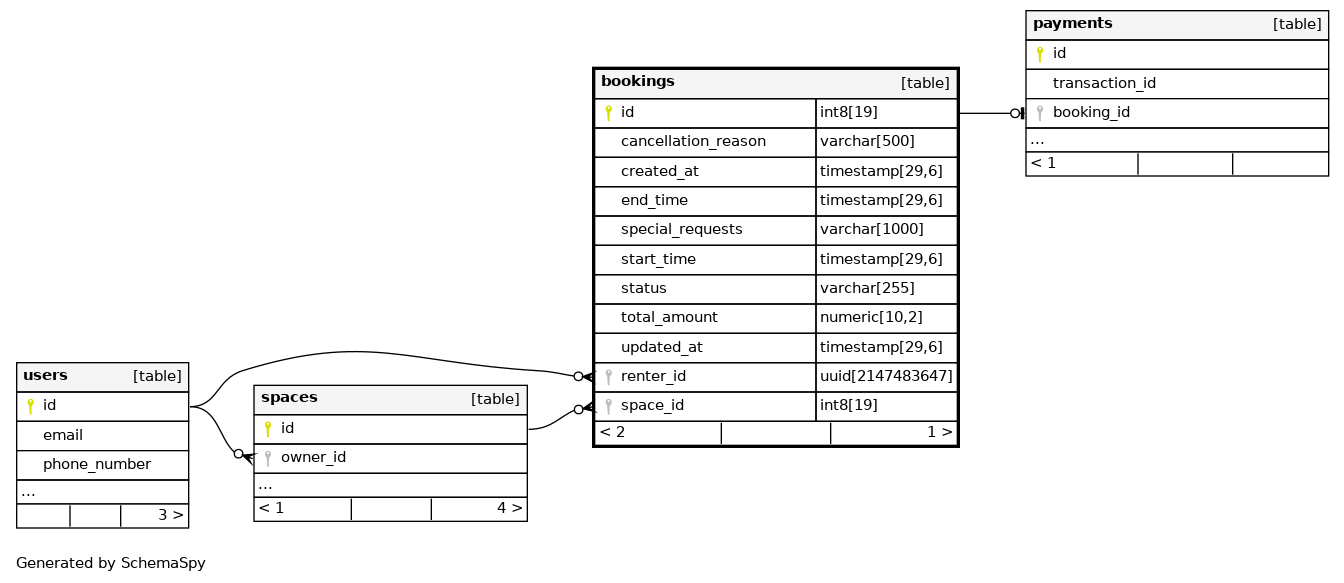 payments [table]
id
transaction_id
booking_id
...
< 1
bookings [table]
id int8[19]
cancellation_reason varchar[500]
created_at timestamp[29,6]
end_time timestamp[29,6]
special_requests varchar[1000]
start_time timestamp[29,6]
status varchar[255]
total_amount numeric[10,2]
updated_at timestamp[29,6]
renter_id uuid[2147483647]
space_id int8[19]
< 2 1 >
users [table]
id
email
phone_number
...
3 >
spaces [table]
id
owner_id
...
< 1 4 >
Generated by SchemaSpy